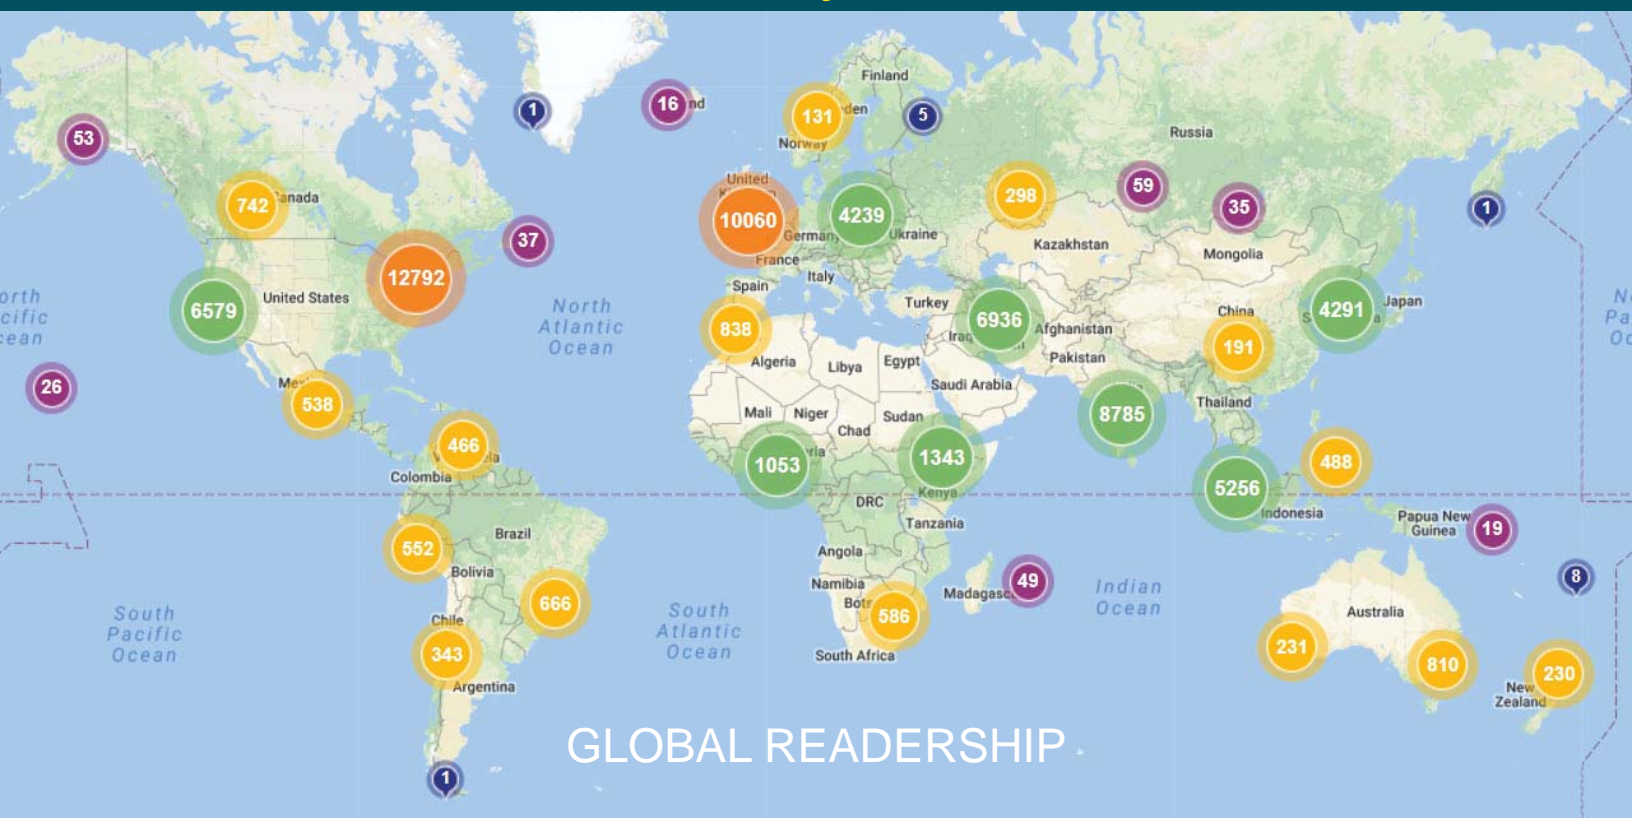 Finland
1
16
nd
131
den
5
Russia
53
Norway
United
59
742
anada
298
35
1
10060
4239
Germany
Ukraine
37
Kazakhstan
Mongolia
France
12792
Italy
Spain
United States
6579
North
Atlantic
Ocean
orth
cific
cean
Turkey
6936
Iraq
Afghanistan
China
4291
Japan
838
191
Pakistan
Algeria
Libya
Egypt
26
538
Saudi Arabia
Thailand
Mali
Niger
Sudan
Chad
8785
466
Colombia
1053
ria
1343
Kenya
488
5256
Indonesia
DRC
Tanzania
Papua New
Guinea
19
Brazil
552
Angola
Bolivia
Namibia
Madagasc
49
Indian
Ocean
8
666
586
Australia
South
Pacific
Ocean
Chile
South
Atlantic
Ocean
343
South Africa
231
810
230
Argentina
New
Zealand
GLOBAL READERSHIP
1